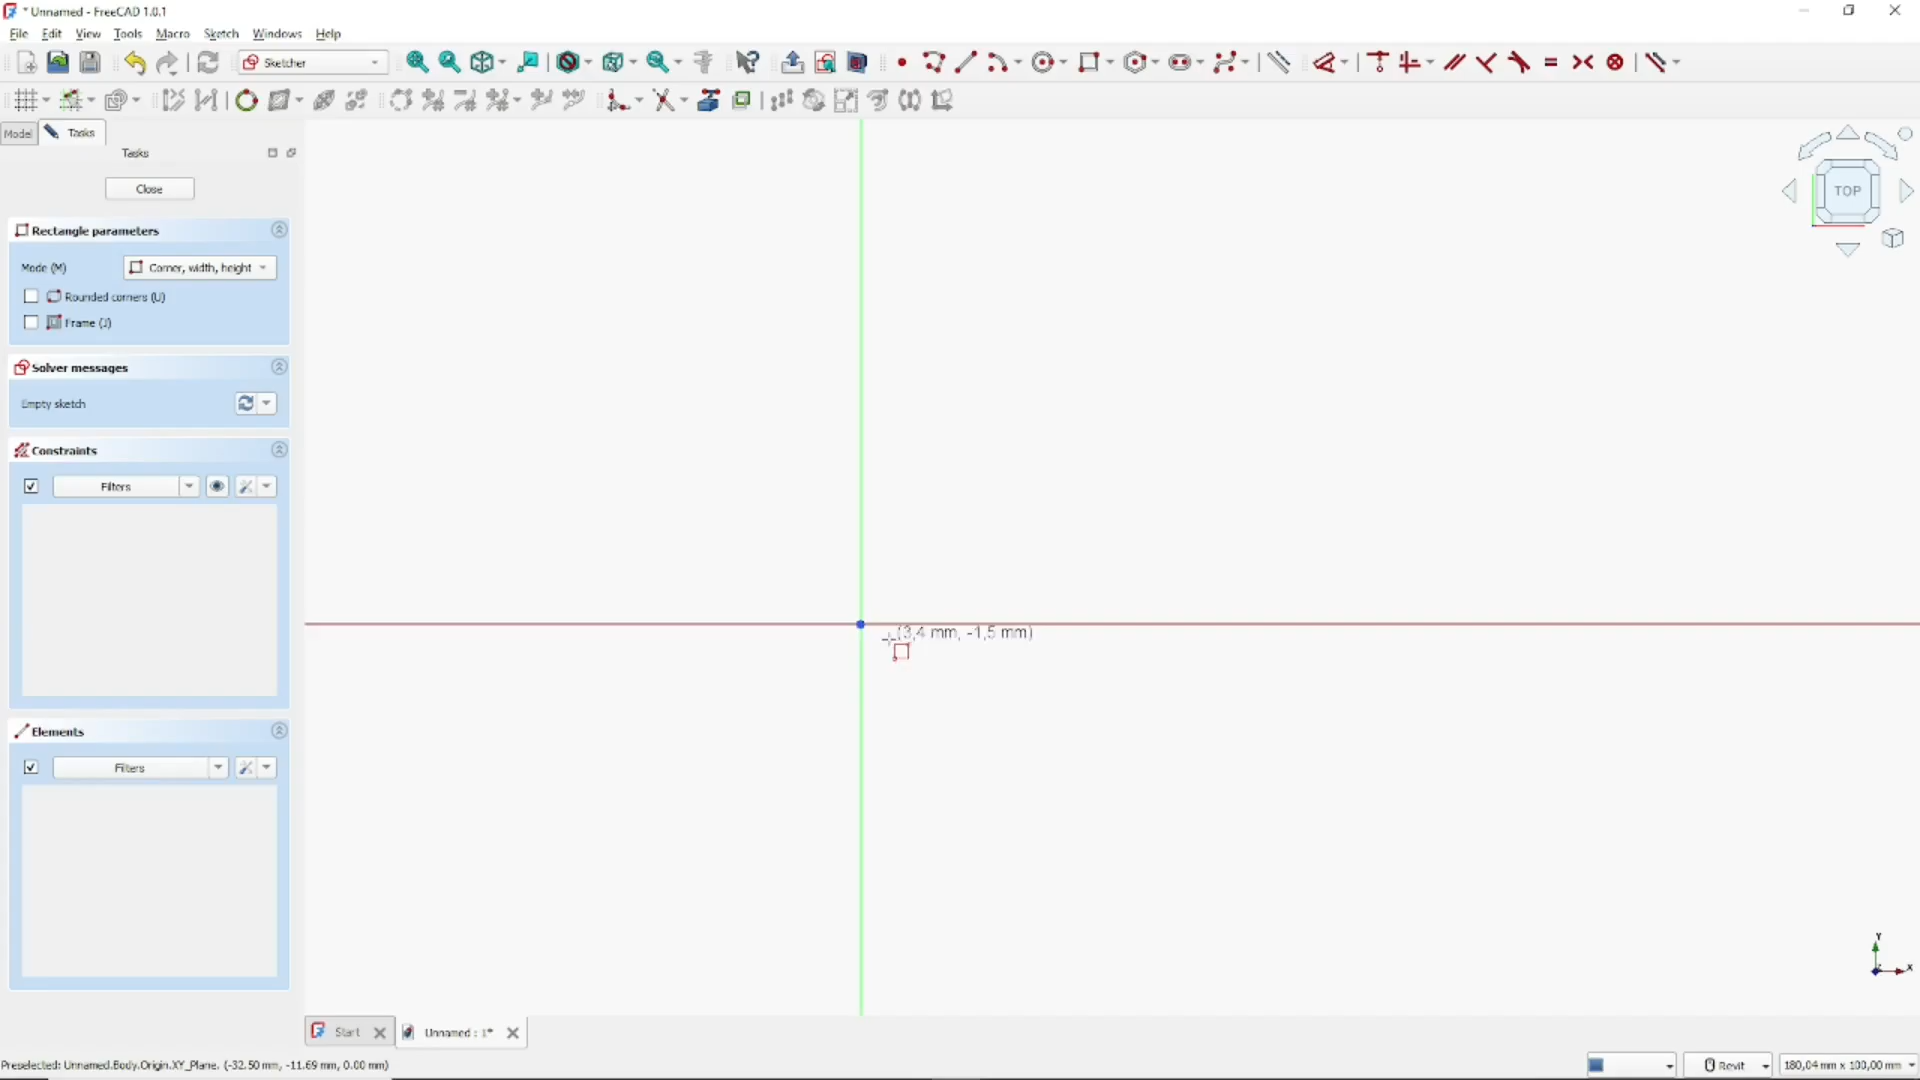 * Unnamed - FreeCAD 1.0.1
File Edit View Tools Macro Sketch Windows Help
Sketcher
Model Tasks
Tasks
Close
Rectangle parameters
Mode (M) Corner, width, height
Rounded corners (U)
Frame (J)
Solver messages
Empty sketch
Constraints
Filters
Elements
Filters
TOP
(3,4 mm, -1,5 mm)
Y
X
Start Unnamed : 1*
Preselected: Unnamed.Body.Origin.XY_Plane. (-32.50 mm, -11.69 mm, 0.00 mm)
Revit 180,04 mm x 100,00 mm